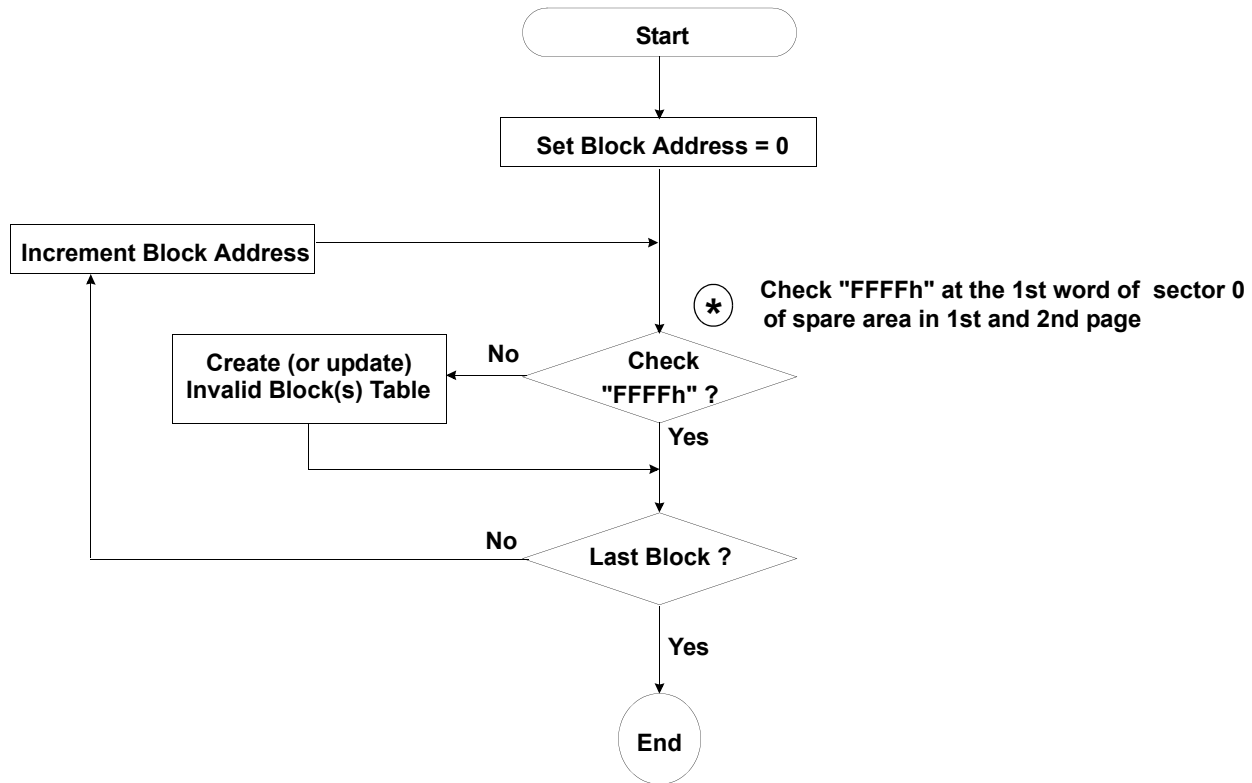 Start
Set Block Address = 0
Increment Block Address
*
Check "FFFFh" at the 1st word of sector 0
of spare area in 1st and 2nd page
Create (or update)
Invalid Block(s) Table
No
Check
"FFFFh" ?
Yes
No
Last Block ?
Yes
End